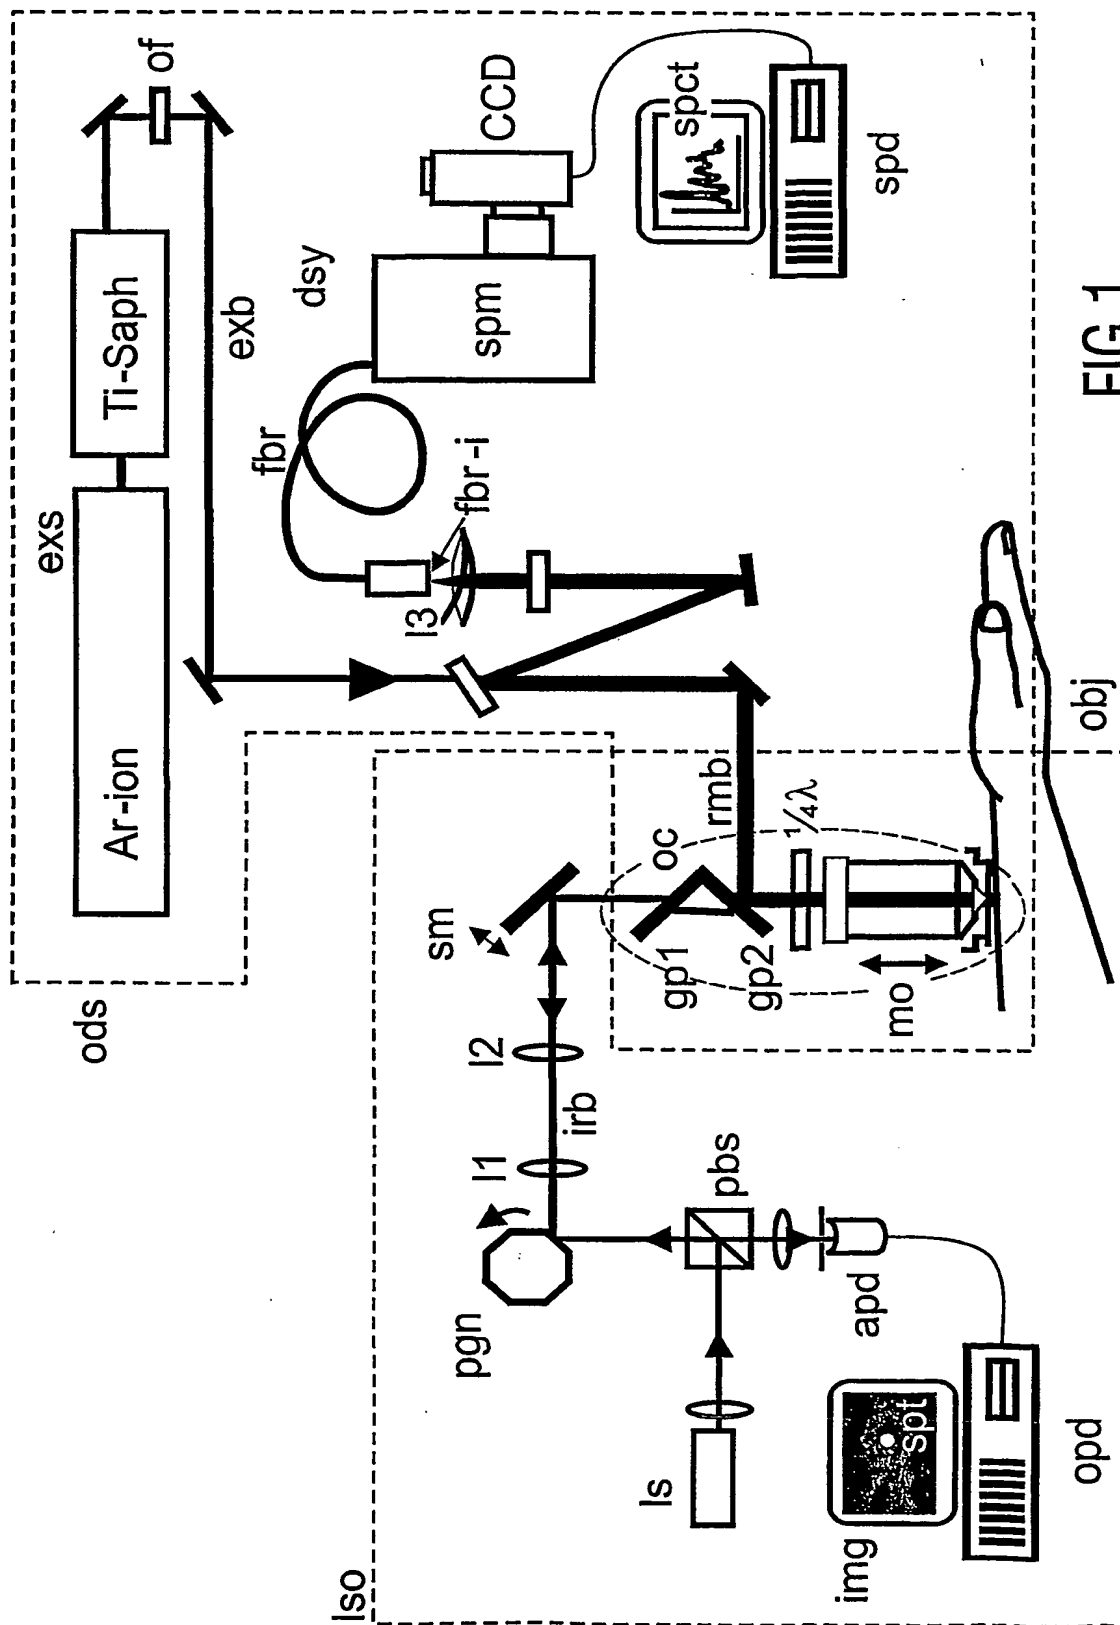 ods
exs
Ar-ion
Ti-Saph
of
exb
fbr
dsy
CCD
spm
spct
spd
fbr-i
l3
rmb
oc
¼λ
gp1
gp2
mo
obj
lso
sm
l2
irb
l1
pgn
pbs
ls
apd
img
spt
opd
FIG.1